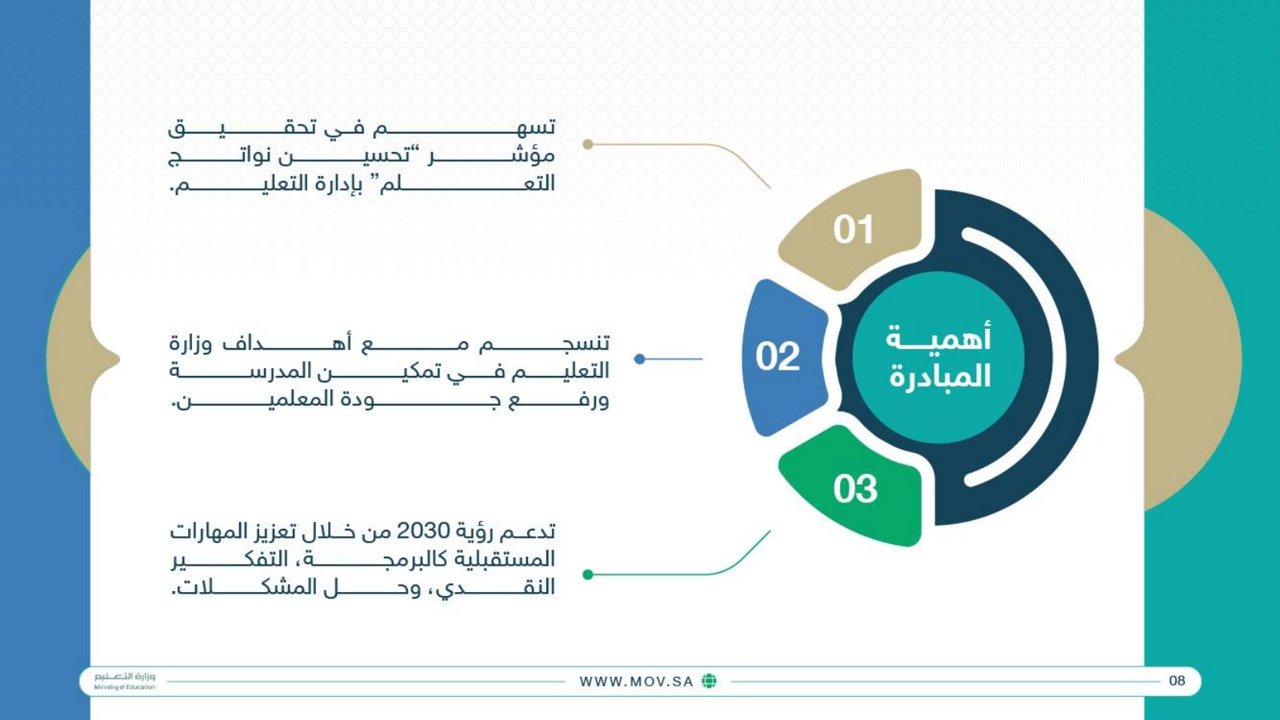 أهمية
المبادرة
01
تسهم في تحقيق
مؤشر “تحسين نواتج
التعلم” بإدارة التعليم.
02
تنسجم مع أهداف وزارة
التعليم في تمكين المدرسة
ورفع جودة المعلمين.
03
تدعم رؤية 2030 من خلال تعزيز المهارات
المستقبلية كالبرمجة، التفكير
النقدي، وحل المشكلات.
08
WWW.MOV.SA
وزارة التعليم
Ministry of Education